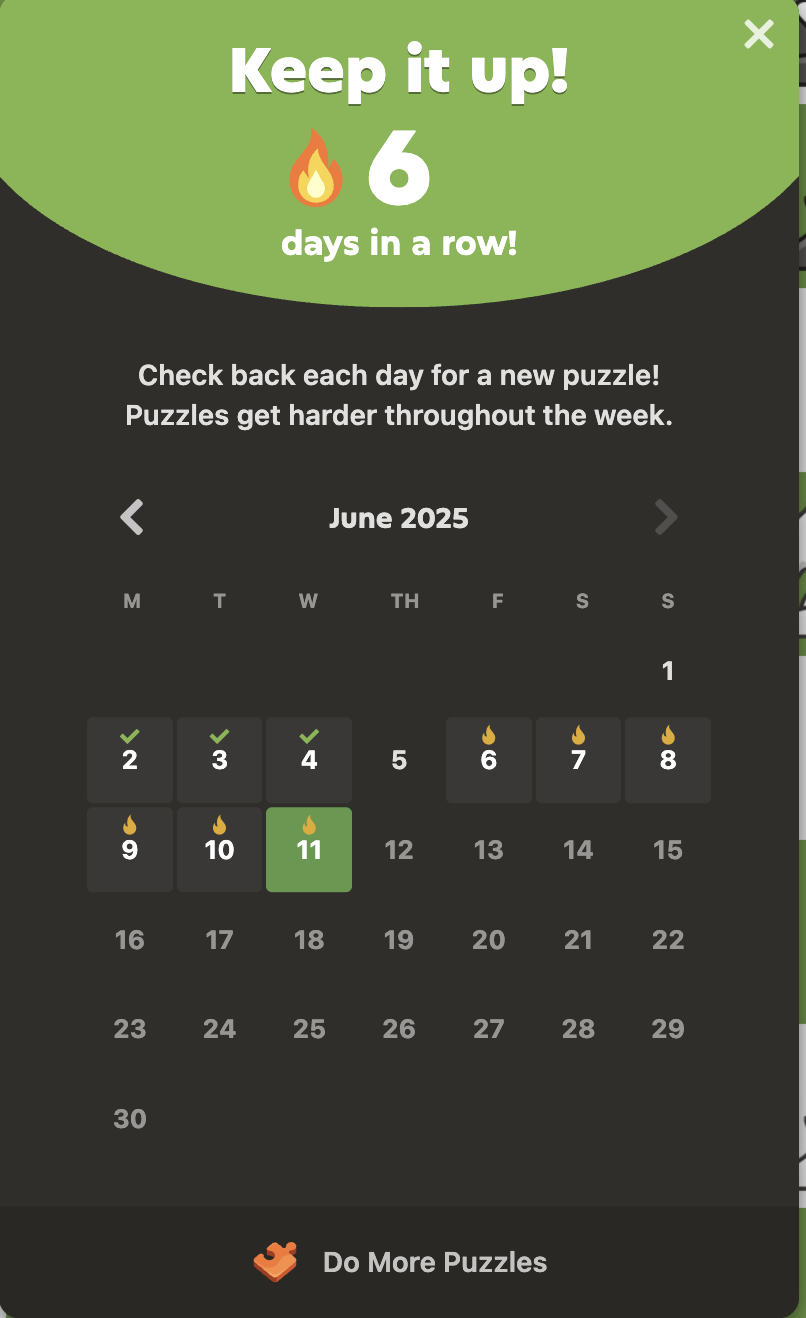 Keep it up!
6
days in a row!
Check back each day for a new puzzle!
Puzzles get harder throughout the week.
June 2025
M T W TH F S S
1
2 3 4 5 6 7 8
9 10 11 12 13 14 15
16 17 18 19 20 21 22
23 24 25 26 27 28 29
30
Do More Puzzles